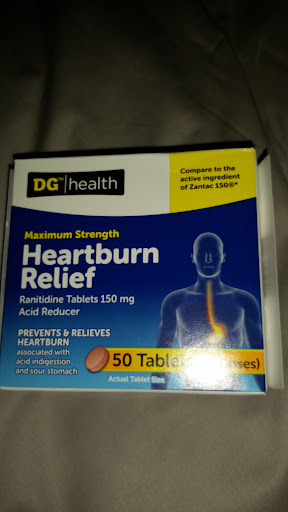 DG™ health
Compare to the
active ingredient
of Zantac 150®*
Maximum Strength
Heartburn
Relief
Ranitidine Tablets 150 mg
Acid Reducer
PREVENTS & RELIEVES
HEARTBURN
associated with
acid indigestion
and sour stomach
50 Tablets
Actual Tablet Size